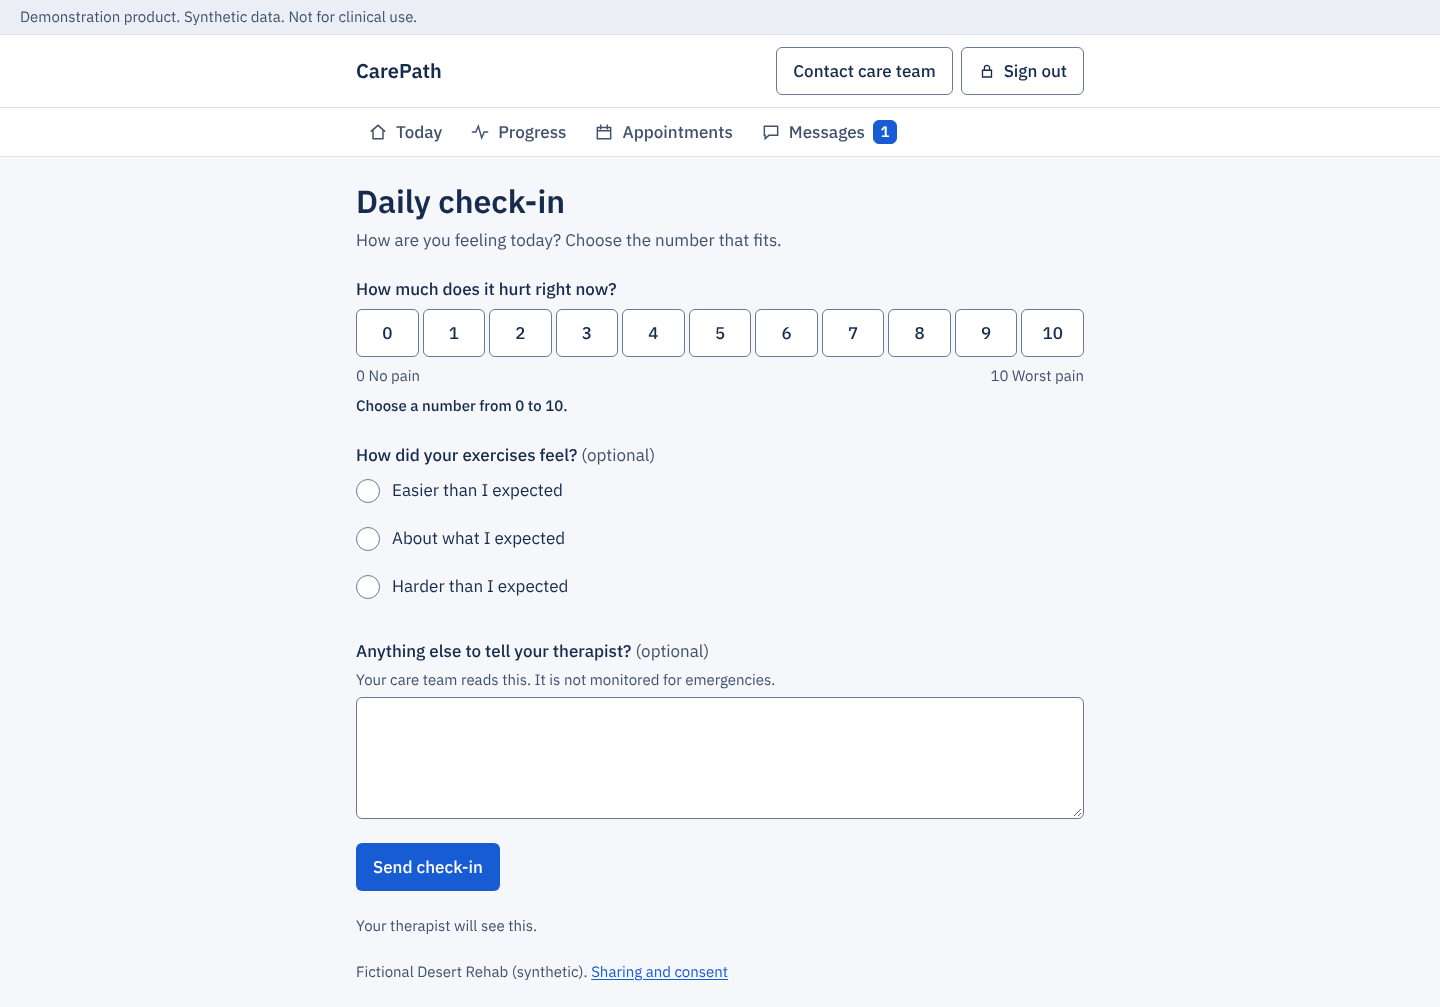 Demonstration product. Synthetic data. Not for clinical use.
CarePath
Contact care team
Sign out
Today
Progress
Appointments
Messages 1
Daily check-in
How are you feeling today? Choose the number that fits.
How much does it hurt right now?
0 1 2 3 4 5 6 7 8 9 10
0 No pain
10 Worst pain
Choose a number from 0 to 10.
How did your exercises feel? (optional)
Easier than I expected
About what I expected
Harder than I expected
Anything else to tell your therapist? (optional)
Your care team reads this. It is not monitored for emergencies.
Send check-in
Your therapist will see this.
Fictional Desert Rehab (synthetic). Sharing and consent